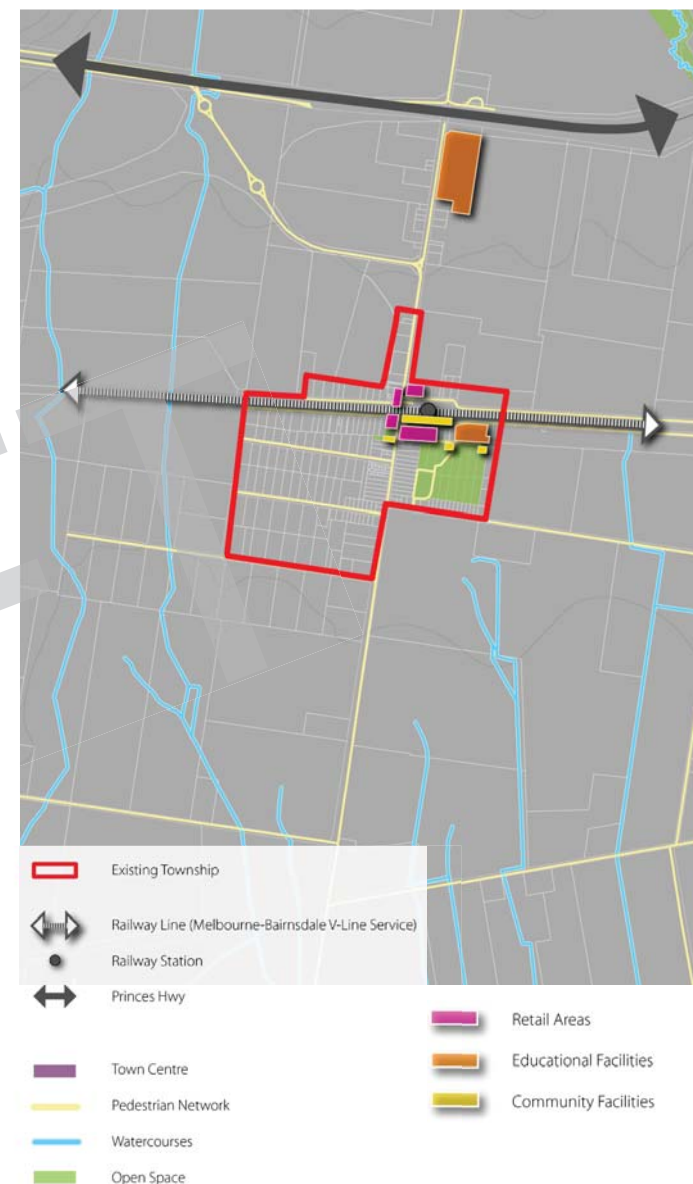 Existing Township
Railway Line (Melbourne-Bairnsdale V-Line Service)
Railway Station
Princes Hwy
Town Centre
Pedestrian Network
Watercourses
Open Space
Retail Areas
Educational Facilities
Community Facilities